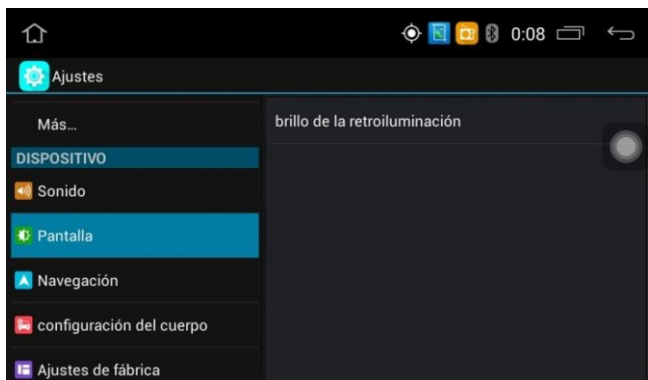 0:08
Ajustes
Más...
brillo de la retroiluminación
DISPOSITIVO
Sonido
Pantalla
Navegación
configuración del cuerpo
Ajustes de fábrica